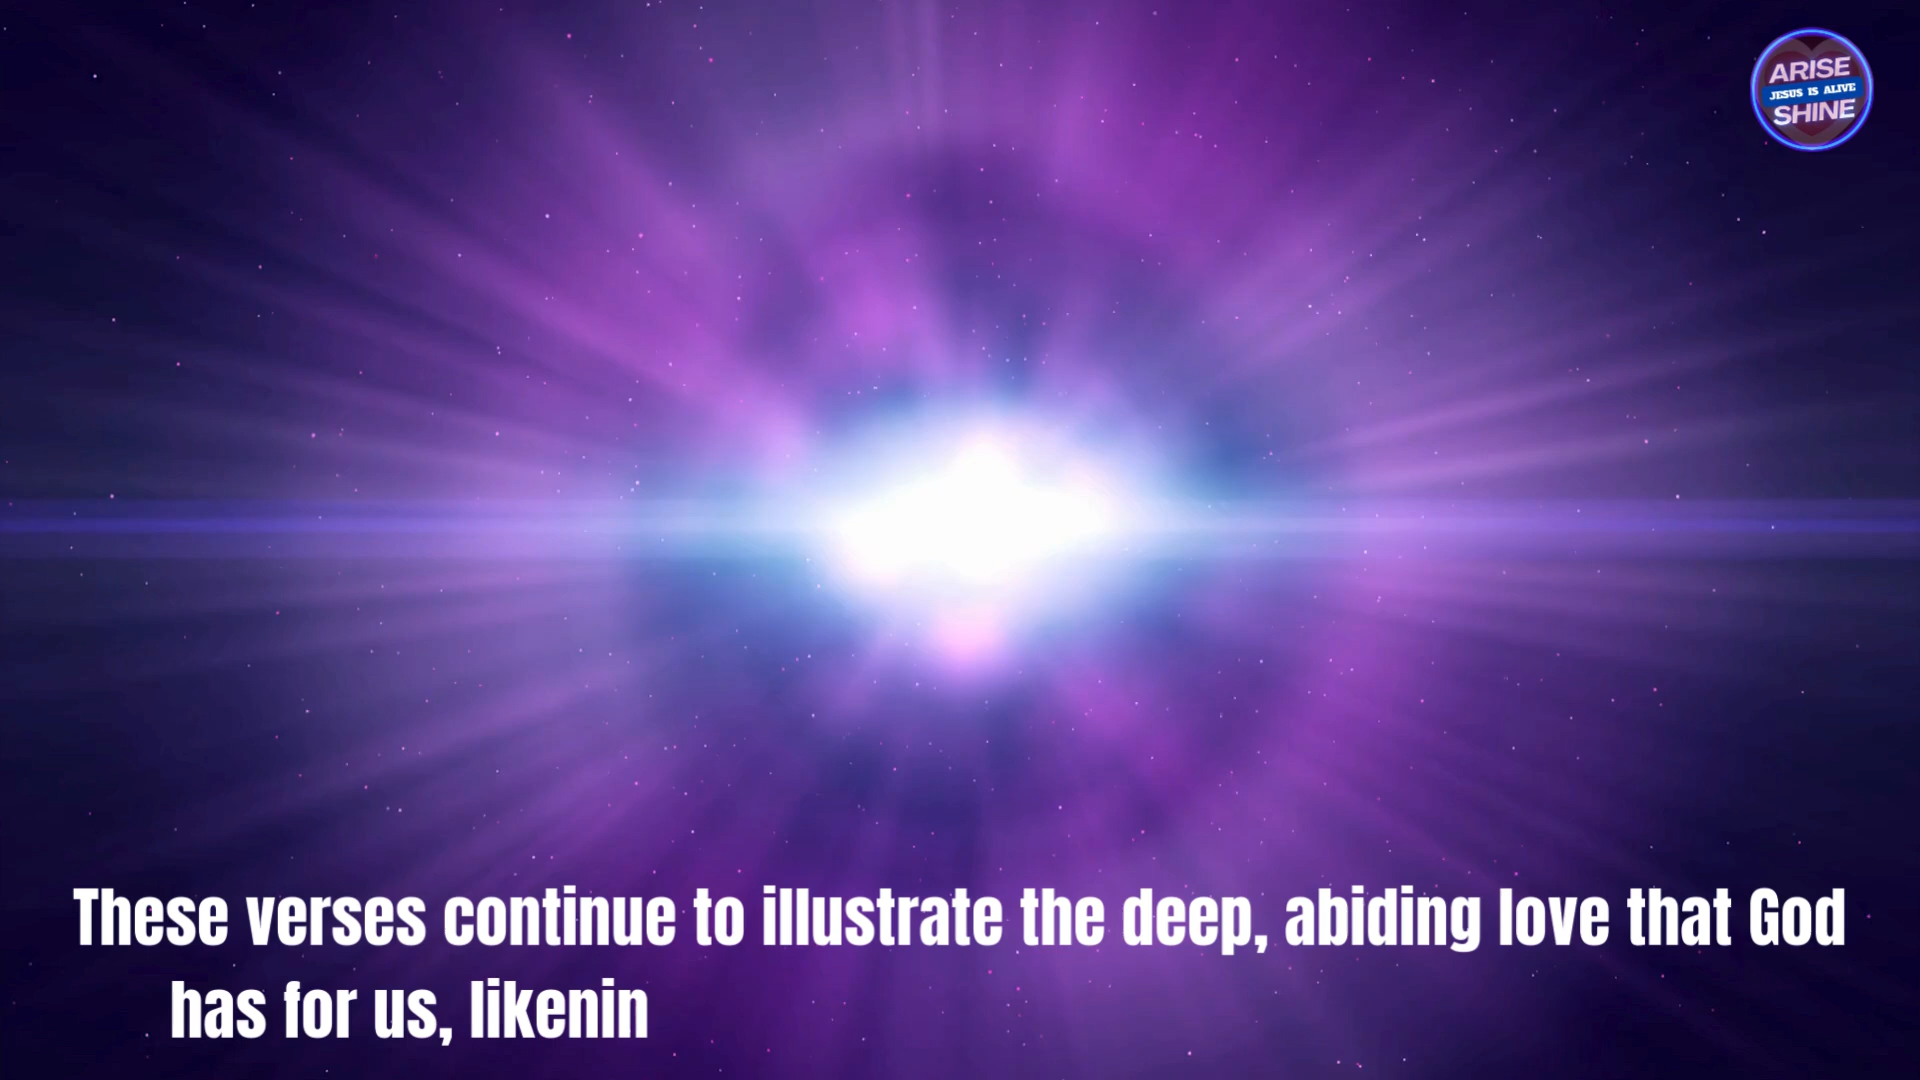 ARISE
JESUS IS ALIVE
SHINE
These verses continue to illustrate the deep, abiding love that God
has for us, likenin